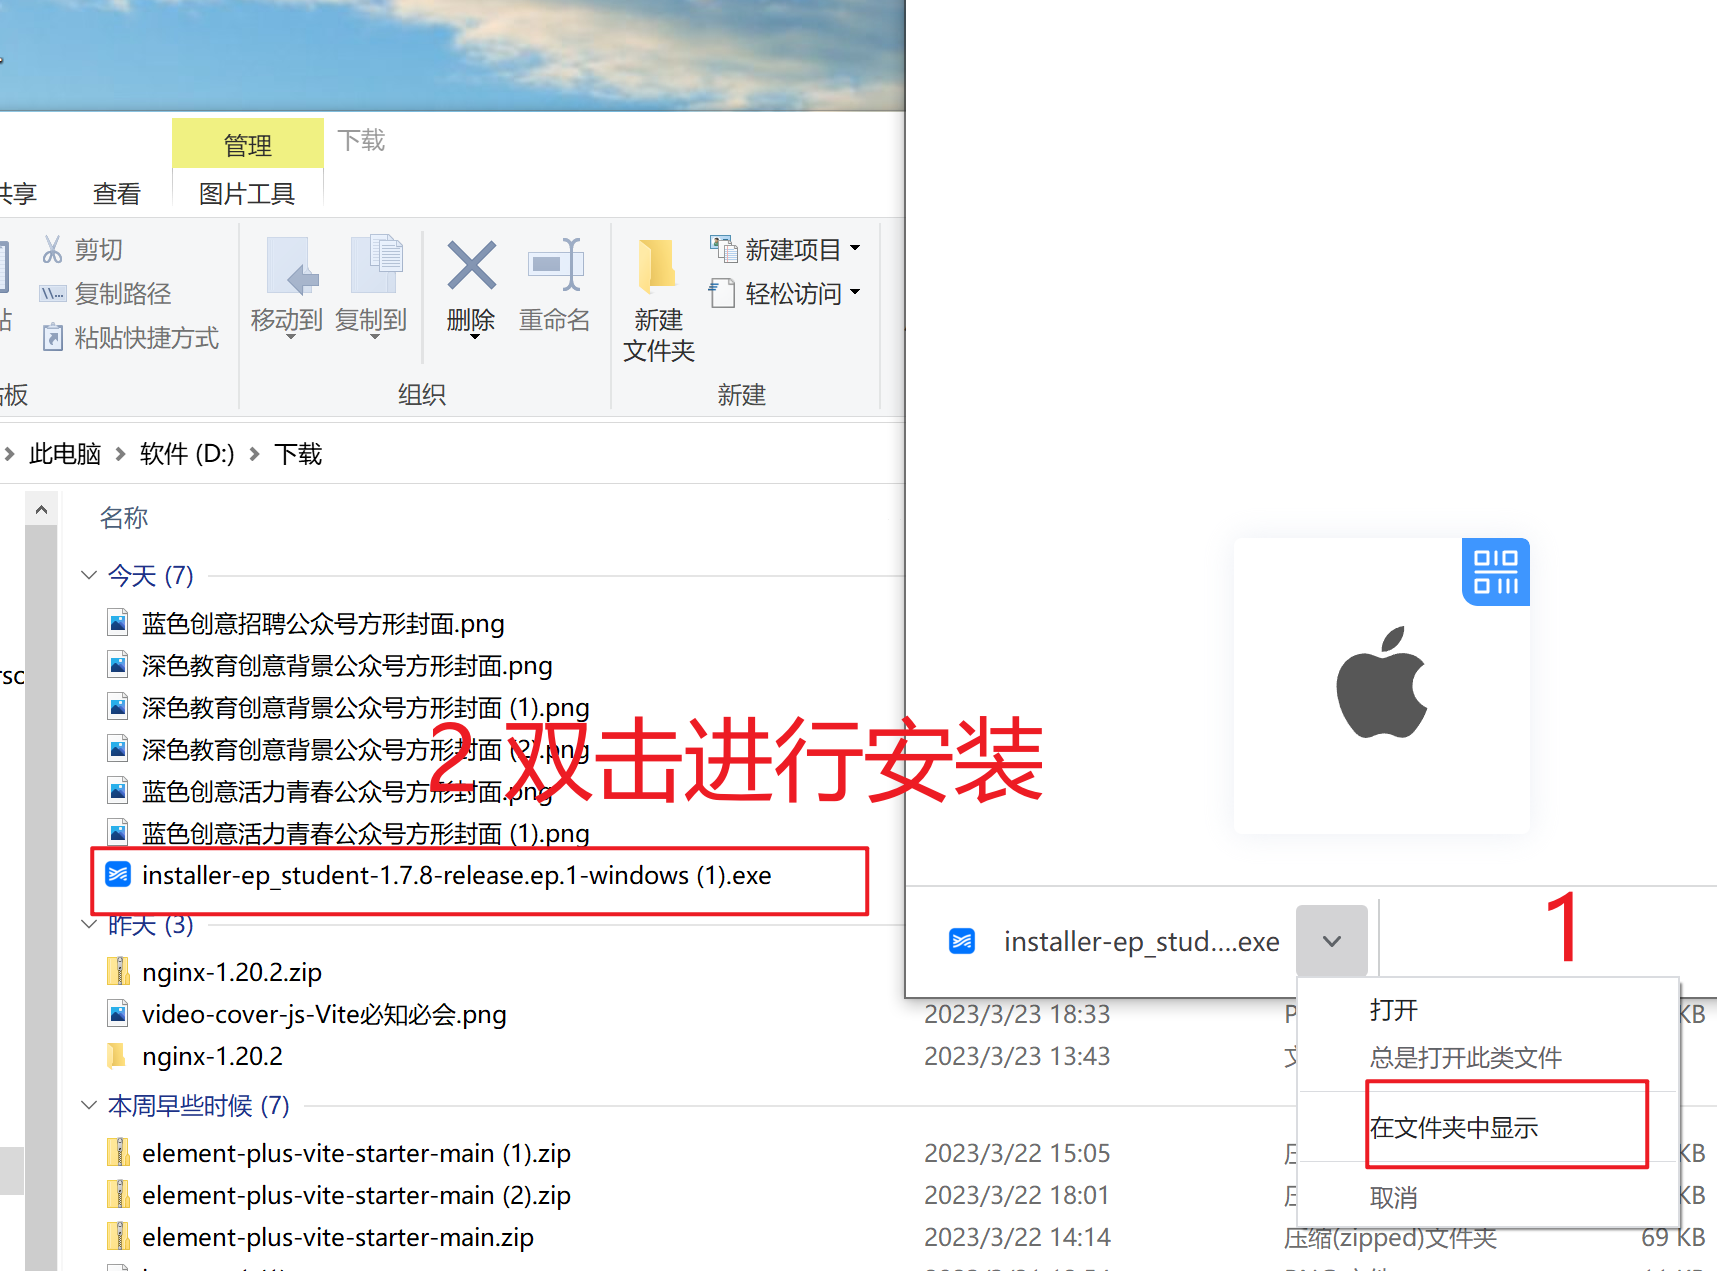 管理
下载
共享
查看
图片工具
剪切
复制路径
粘贴快捷方式
移动到
复制到
删除
重命名
新建
文件夹
新建项目
轻松访问
组织
新建
此电脑
软件 (D:)
下载
名称
今天 (7)
蓝色创意招聘公众号方形封面.png
深色教育创意背景公众号方形封面.png
深色教育创意背景公众号方形封面 (1).png
深色教育创意背景公众号方形封面 (2).png
2 双击进行安装
蓝色创意活力青春公众号方形封面.png
蓝色创意活力青春公众号方形封面 (1).png
installer-ep_student-1.7.8-release.ep.1-windows (1).exe
昨天 (3)
nginx-1.20.2.zip
video-cover-js-Vite必知必会.png 2023/3/23 18:33 KB
nginx-1.20.2 2023/3/23 13:43
本周早些时候 (7)
element-plus-vite-starter-main (1).zip 2023/3/22 15:05 KB
element-plus-vite-starter-main (2).zip 2023/3/22 18:01 KB
element-plus-vite-starter-main.zip 2023/3/22 14:14 压缩(zipped)文件夹 69 KB
installer-ep_stud....exe
1
打开
总是打开此类文件
在文件夹中显示
取消